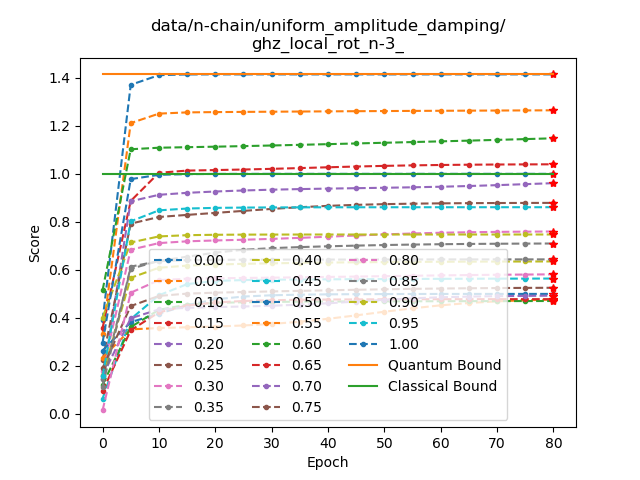 data/n-chain/uniform_amplitude_damping/
ghz_local_rot_n-3_
Score
1.4
1.2
1.0
0.8
0.6
0.4
0.2
0.0
0.00 0.40 0.80
0.05 0.45 0.85
0.10 0.50 0.90
0.15 0.55 0.95
0.20 0.60 1.00
0.25 0.65 Quantum Bound
0.30 0.70 Classical Bound
0.35 0.75
0 10 20 30 40 50 60 70 80
Epoch